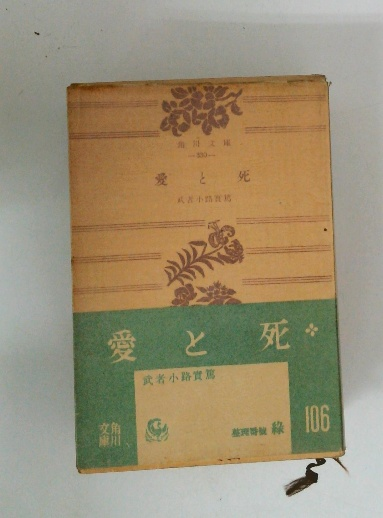 角川文庫
愛と死
武者小路實篤
愛と死
武者小路實篤
角川
文庫
綠
106